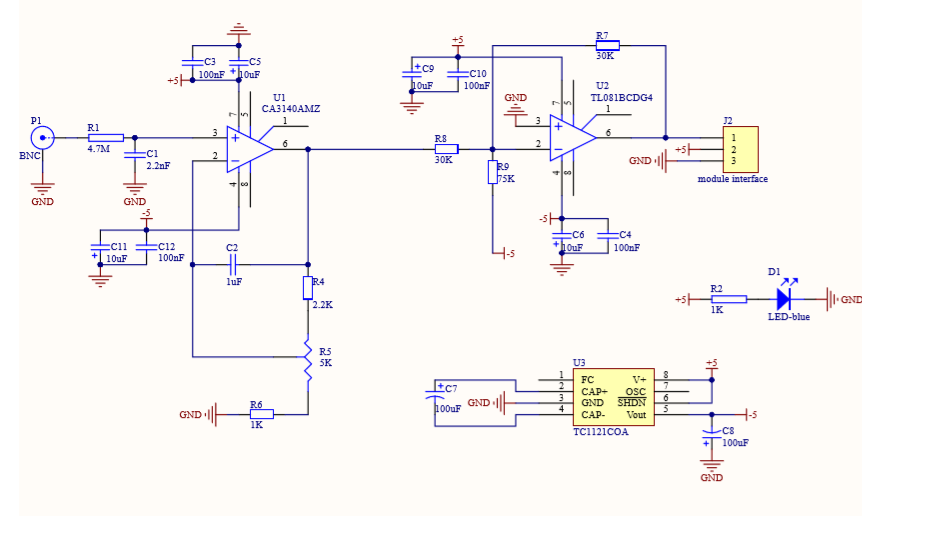 +5
C3
100nF
C5
10uF
+5
7
5
U1
CA3140AMZ
1
P1
BNC
R1
4.7M
3
2
6
4
8
C1
2.2nF
GND
GND
-5
C11
10uF
C12
100nF
C2
1uF
R4
2.2K
R5
5K
GND
R6
1K
+5
C9
10uF
C10
100nF
R7
30K
GND
7
5
U2
TL081BCDG4
1
3
2
6
4
8
R8
30K
R9
75K
-5
-5
C6
10uF
C4
100nF
J2
1
2
3
+5
GND
module interface
D1
+5
R2
1K
LED-blue
GND
U3
+5
1
2
3
4
FC
CAP+
GND
CAP-
V+
OSC
SHDN
Vout
8
7
6
5
C7
100uF
GND
-5
TC1121COA
C8
100uF
GND